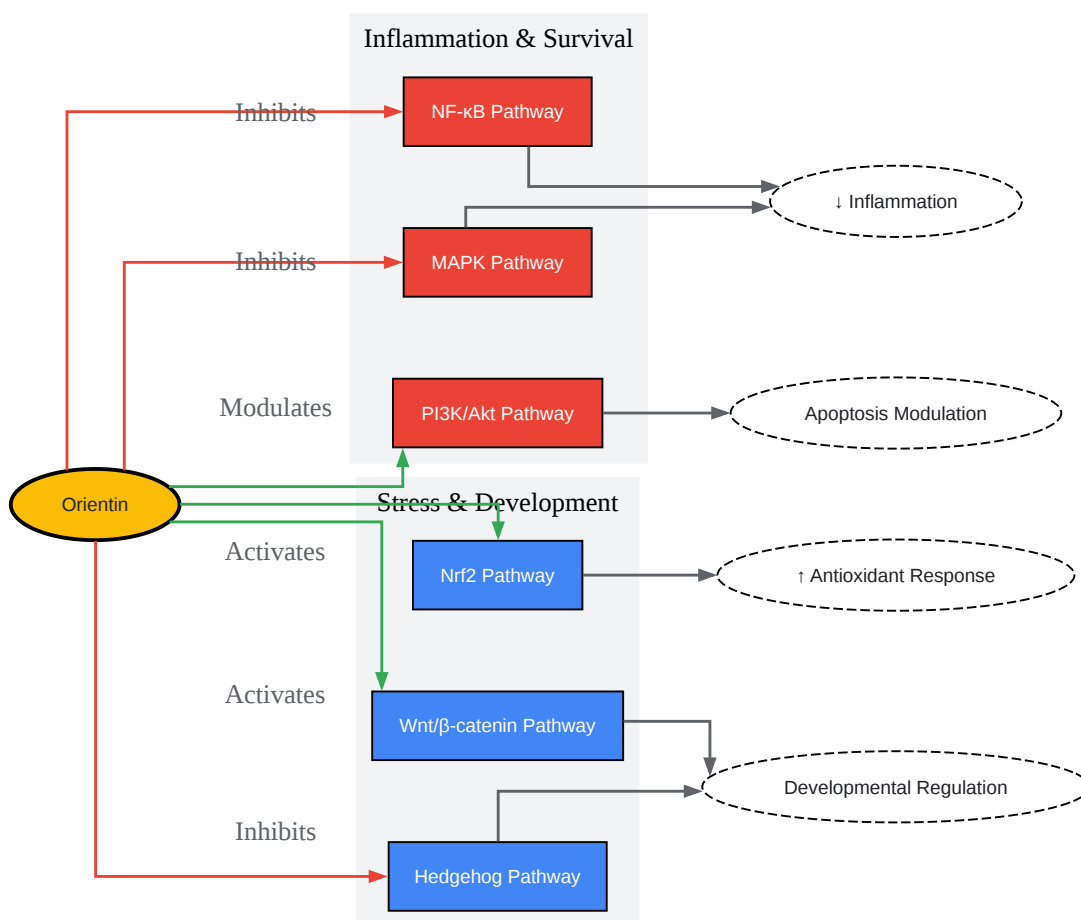 Inflammation & Survival
Inhibits
NF-κB Pathway
↓ Inflammation
Inhibits
MAPK Pathway
Modulates
PI3K/Akt Pathway
Apoptosis Modulation
Orientin
Stress & Development
Activates
Nrf2 Pathway
↑ Antioxidant Response
Activates
Wnt/β-catenin Pathway
Developmental Regulation
Inhibits
Hedgehog Pathway